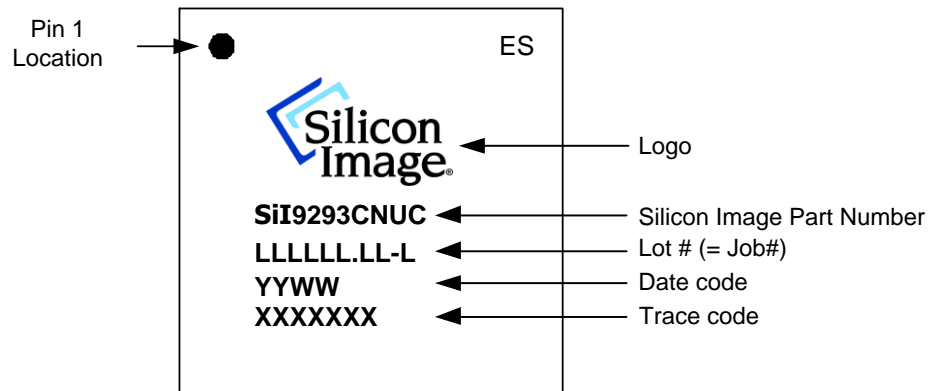 Pin 1
Location
ES
Silicon
Image®
Logo
SiI9293CNUC
Silicon Image Part Number
LLLLLL.LL-L
Lot # (= Job#)
YYWW
Date code
XXXXXXX
Trace code